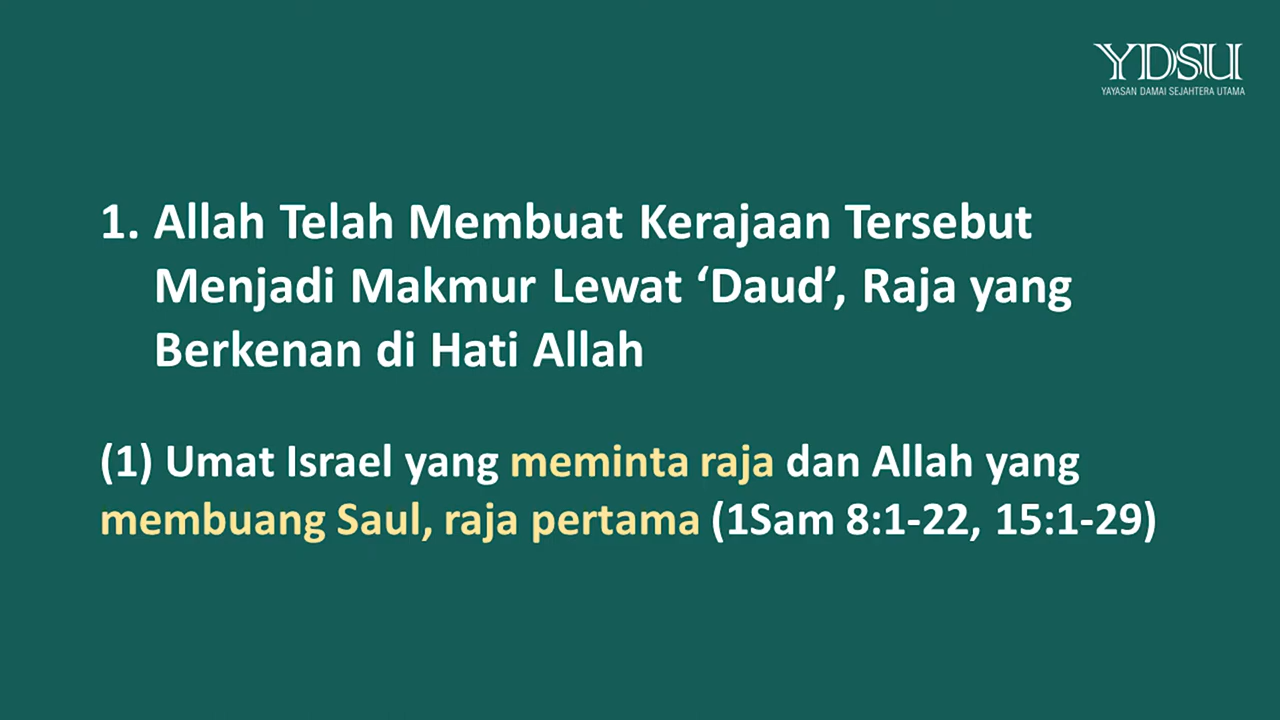 YDSU
YAYASAN DAMAI SEJAHTERA UTAMA
1. Allah Telah Membuat Kerajaan Tersebut
Menjadi Makmur Lewat ‘Daud’, Raja yang
Berkenan di Hati Allah
(1) Umat Israel yang meminta raja dan Allah yang
membuang Saul, raja pertama (1Sam 8:1-22, 15:1-29)